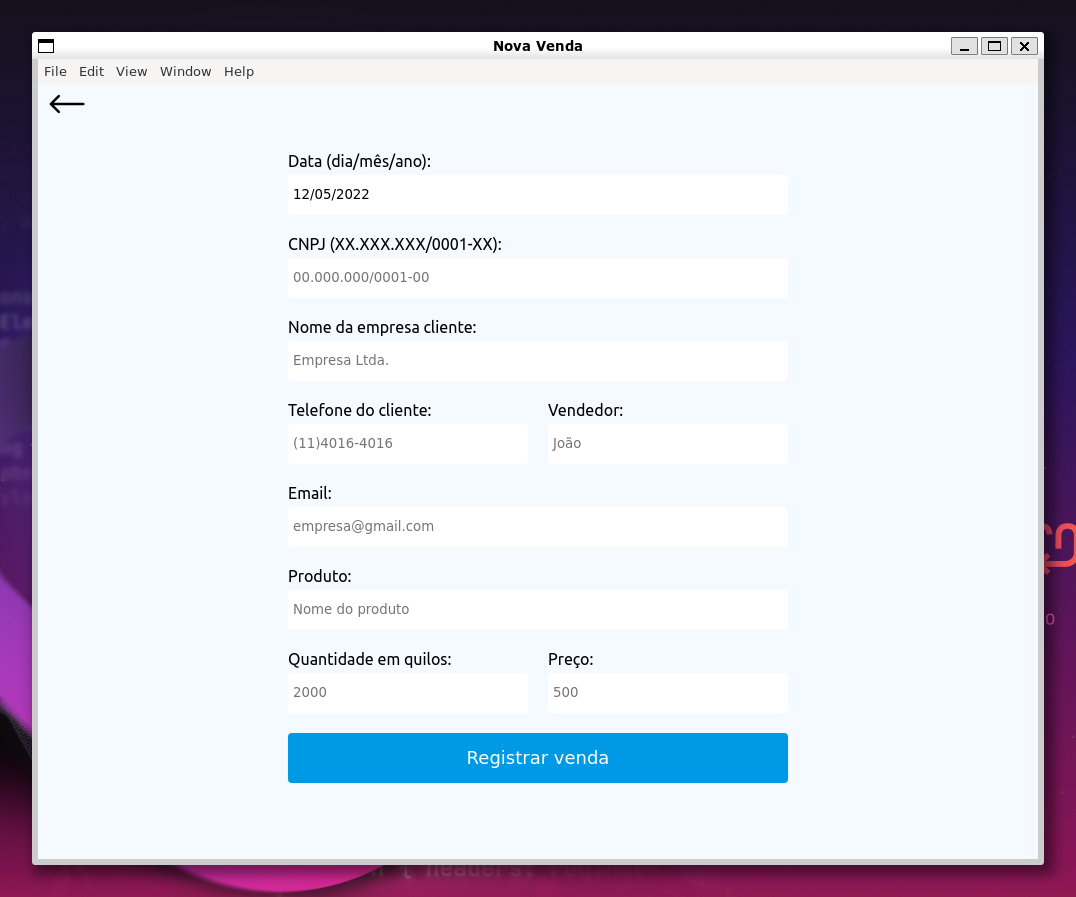 Nova Venda
File Edit View Window Help
Data (dia/mês/ano):
12/05/2022
CNPJ (XX.XXX.XXX/0001-XX):
00.000.000/0001-00
Nome da empresa cliente:
Empresa Ltda.
Telefone do cliente: Vendedor:
(11)4016-4016 João
Email:
empresa@gmail.com
Produto:
Nome do produto
Quantidade em quilos: Preço:
2000 500
Registrar venda